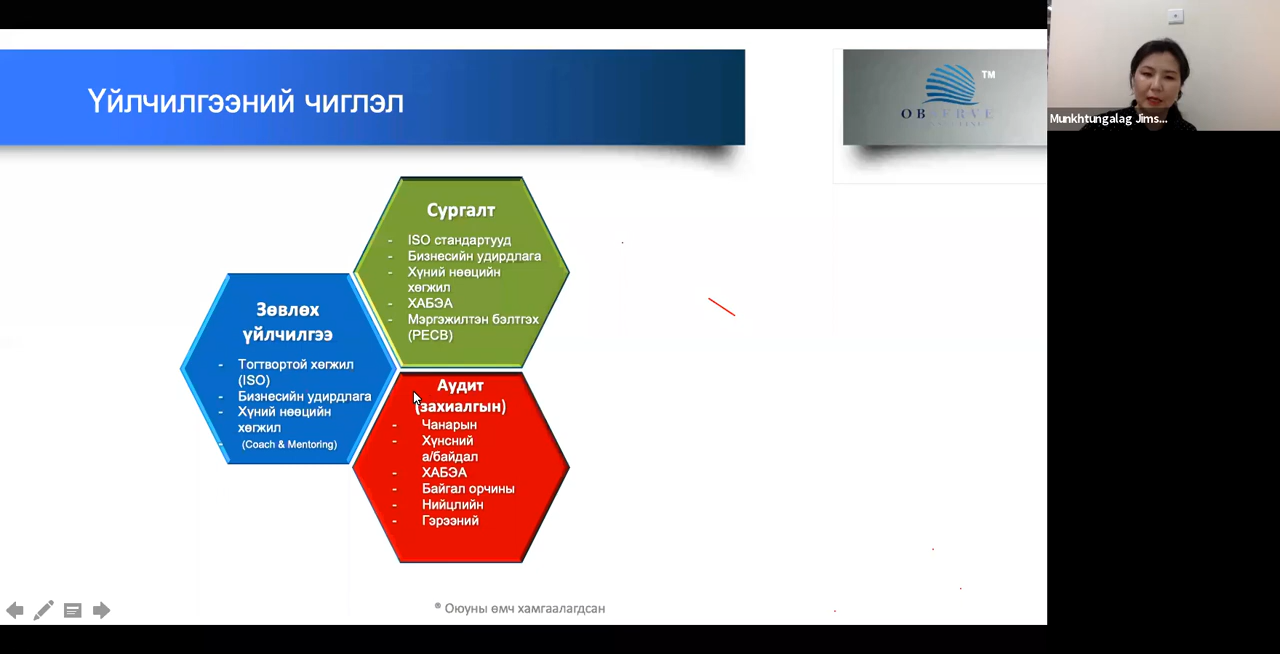 Үйлчилгээний чиглэл
TM
OBSERVE
Munkhtungalag Jims...
Сургалт
- ISO стандартууд
- Бизнесийн удирдлага
- Хүний нөөцийн
хөгжил
- ХАБЭА
- Мэргэжилтэн бэлтгэх
(PECB)
Зөвлөх
үйлчилгээ
- Тогтвортой хөгжил
(ISO)
- Бизнесийн удирдлага
- Хүний нөөцийн
хөгжил
- (Coach & Mentoring)
Аудит
(захиалгын)
- Чанарын
- Хүнсний
а/байдал
- ХАБЭА
- Байгал орчины
- Нийцлийн
- Гэрээний
® Оюуны өмч хамгаалагдсан